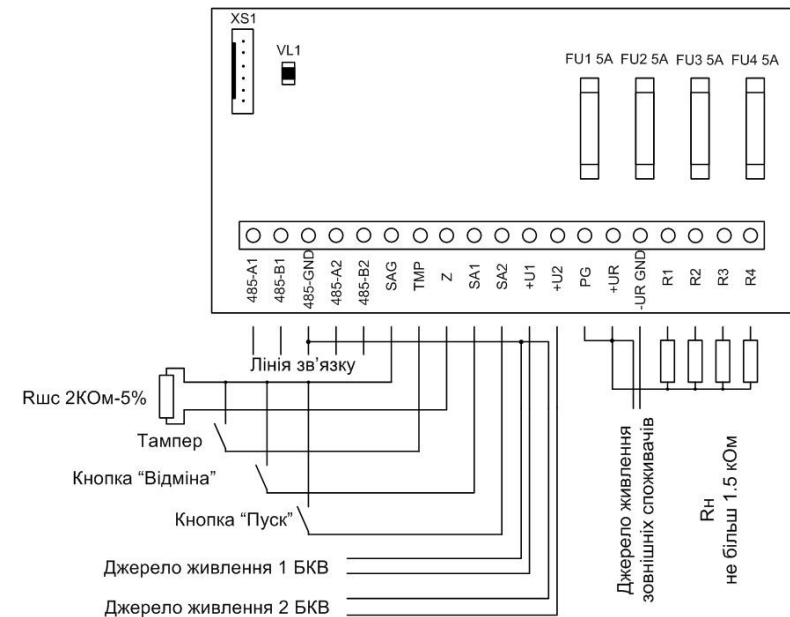 XS1
VL1
FU1 5A
FU2 5A
FU3 5A
FU4 5A
485-A1
485-B1
485-GND
485-A2
485-B2
SAG
TMP
Z
SA1
SA2
+U1
+U2
PG
+UR
-UR GND
R1
R2
R3
R4
Лінія зв’язку
Rшс 2КОм-5%
Тампер
Кнопка “Відміна”
Кнопка “Пуск”
Джерело живлення 1 БКВ
Джерело живлення 2 БКВ
Джерело живлення
зовнішніх споживачів
Rн
не більш 1.5 кОм